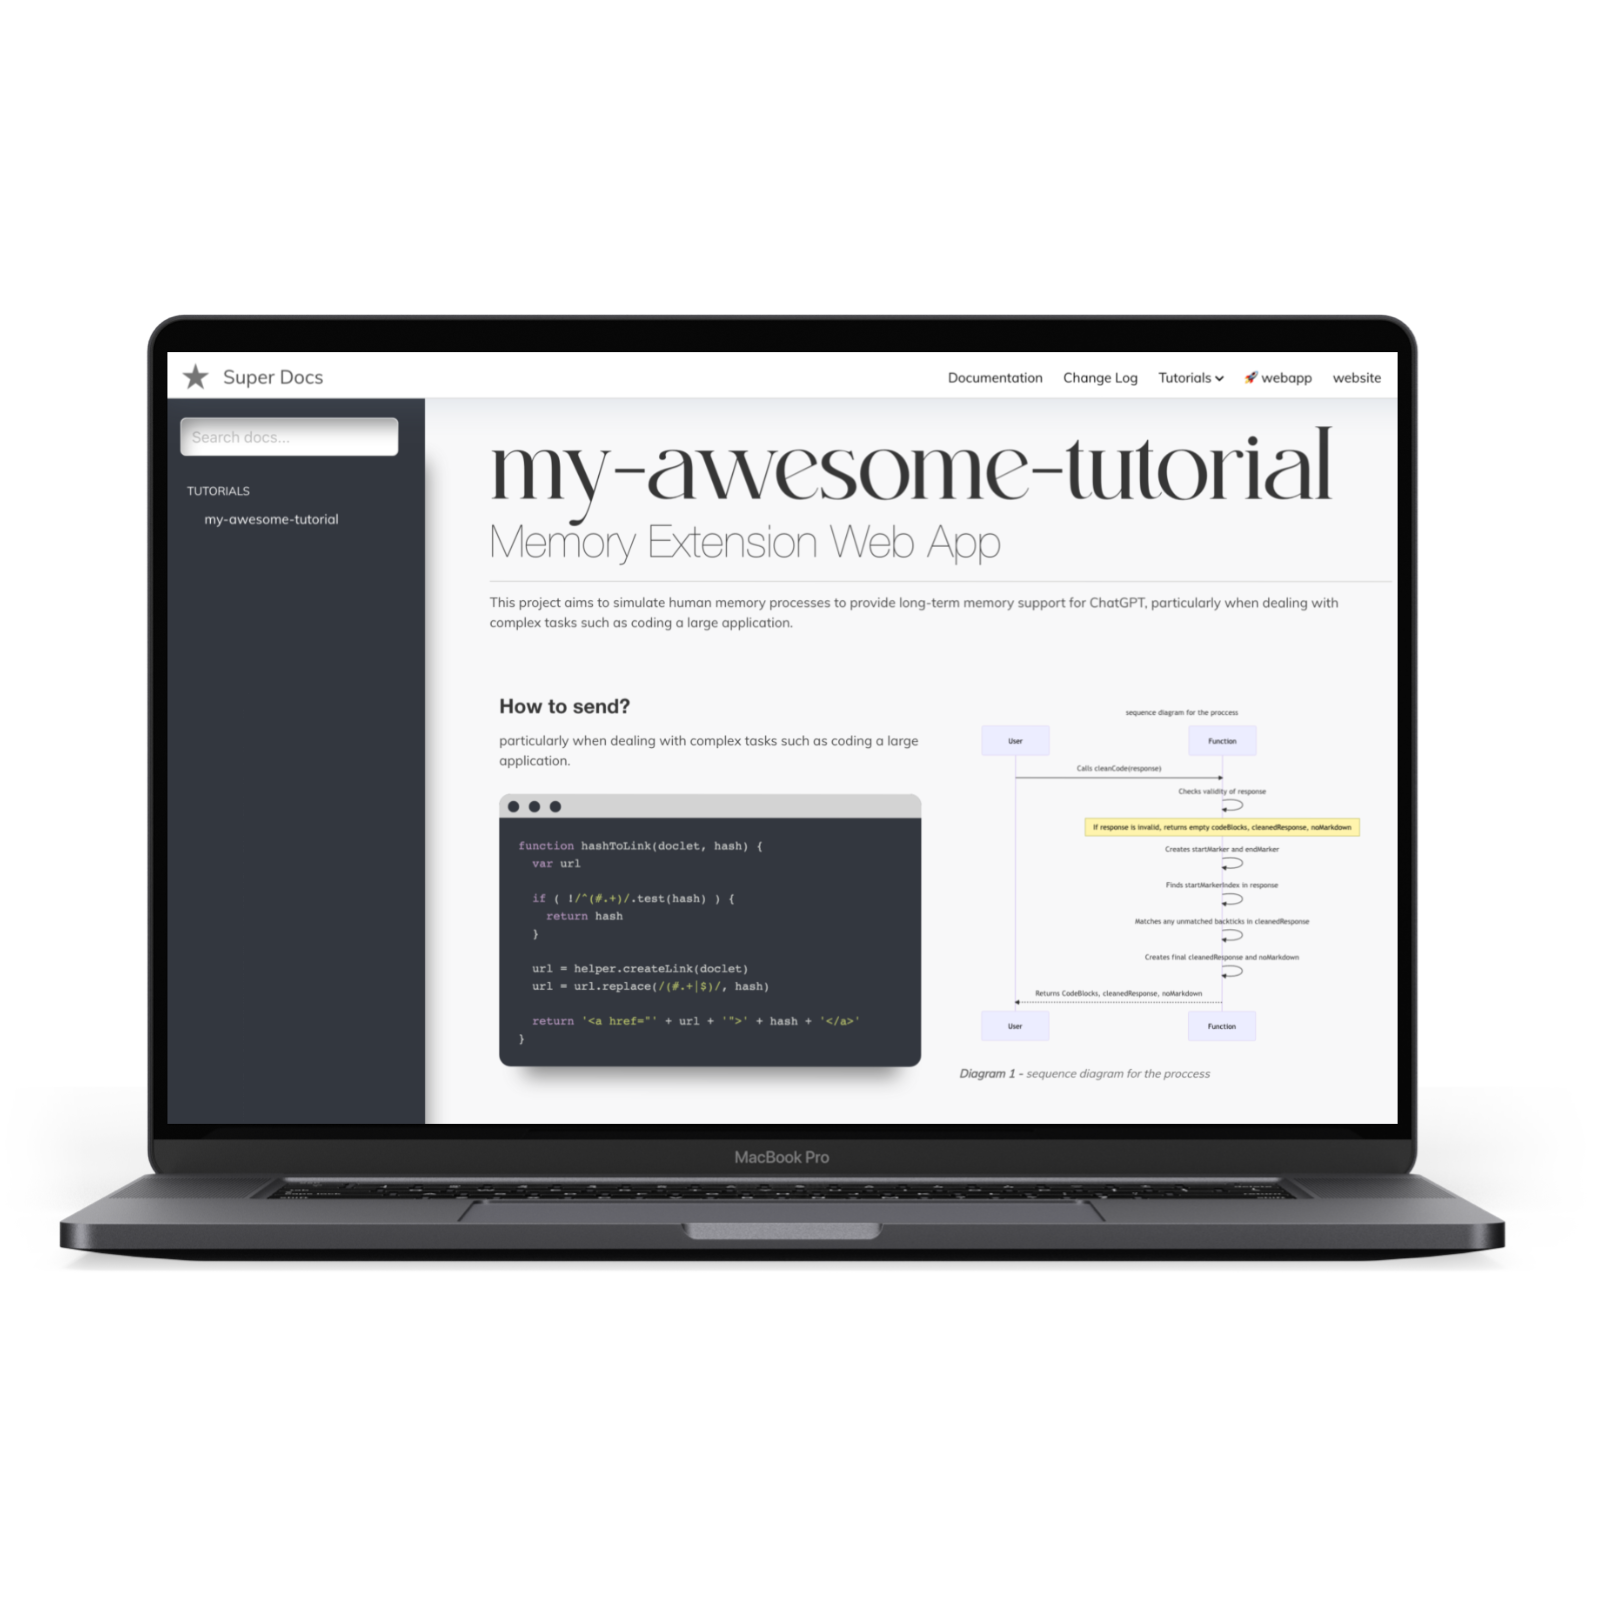 Super Docs
Documentation Change Log Tutorials 🚀 webapp website
Search docs...
TUTORIALS
my-awesome-tutorial
my-awesome-tutorial
Memory Extension Web App
This project aims to simulate human memory processes to provide long-term memory support for ChatGPT, particularly when dealing with
complex tasks such as coding a large application.
How to send?
particularly when dealing with complex tasks such as coding a large
application.
function hashToLink(doclet, hash) {
  var url
  if ( !/^(#.+)/.test(hash) ) {
    return hash
  }
  url = helper.createLink(doclet)
  url = url.replace(/(#.+|$)/, hash)
  return '<a href="' + url + '">' + hash + '</a>'
}
sequence diagram for the proccess
User Function
Calls cleanCode(response)
Checks validity of response
If response is invalid, returns empty codeBlocks, cleanedResponse, noMarkdown
Creates startMarker and endMarker
Finds startMarkerIndex in response
Matches any unmatched backticks in cleanedResponse
Creates final cleanedResponse and noMarkdown
Returns CodeBlocks, cleanedResponse, noMarkdown
User Function
Diagram 1 - sequence diagram for the proccess
MacBook Pro